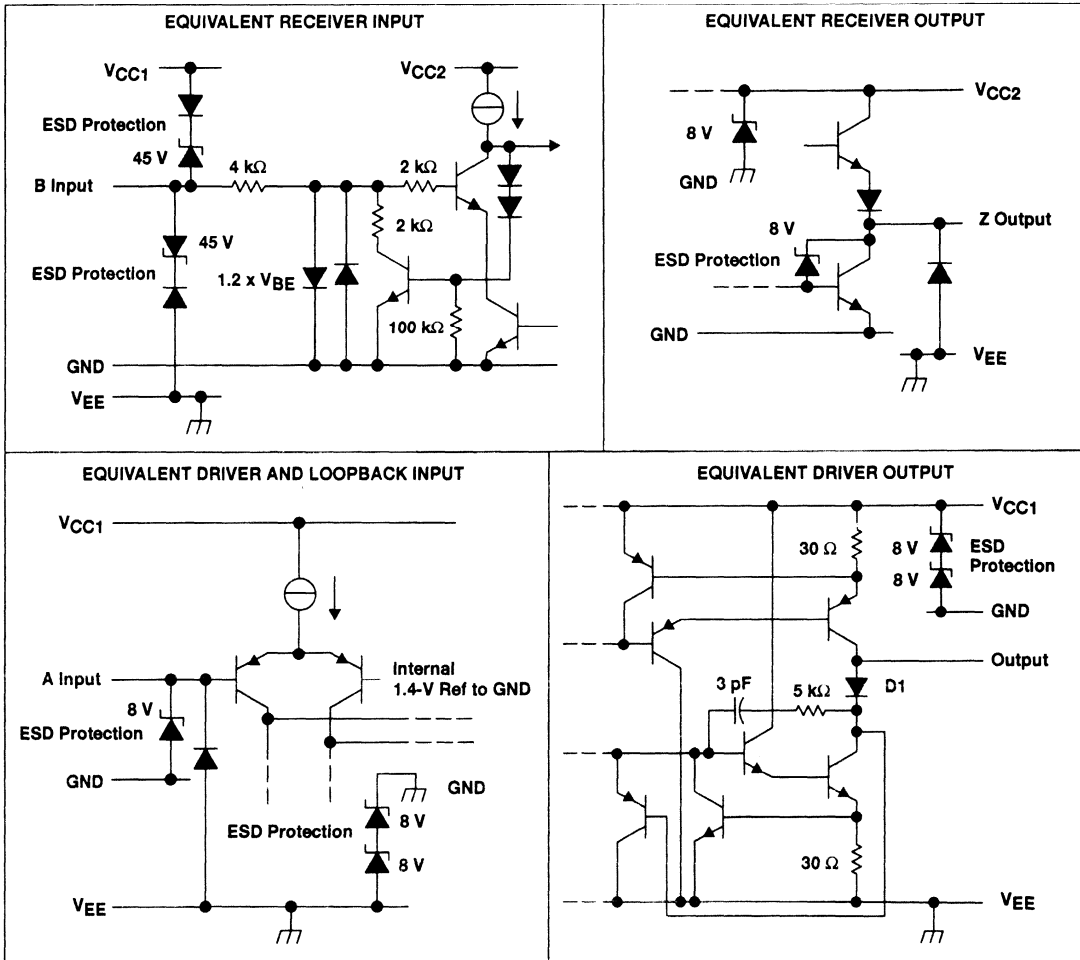 EQUIVALENT RECEIVER INPUT
VCC1
VCC2
ESD Protection
45 V
4 kΩ
2 kΩ
B Input
45 V
2 kΩ
ESD Protection
1.2 x VBE
100 kΩ
GND
VEE
EQUIVALENT RECEIVER OUTPUT
VCC2
8 V
GND
Z Output
8 V
ESD Protection
GND
VEE
EQUIVALENT DRIVER AND LOOPBACK INPUT
VCC1
A Input
Internal
1.4-V Ref to GND
8 V
ESD Protection
GND
GND
ESD Protection
8 V
8 V
VEE
EQUIVALENT DRIVER OUTPUT
VCC1
30 Ω
8 V
ESD
Protection
8 V
GND
Output
3 pF
5 kΩ
D1
30 Ω
VEE